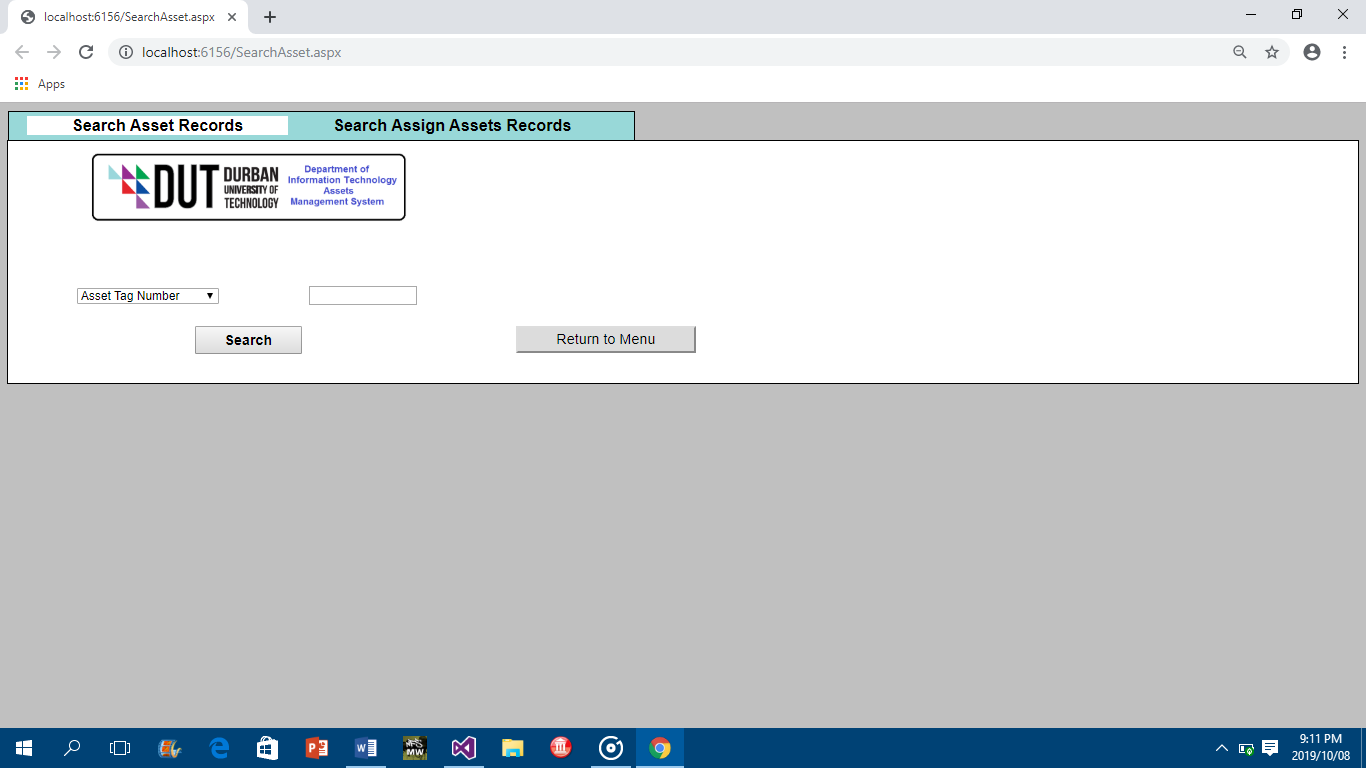 localhost:6156/SearchAsset.aspx
localhost:6156/SearchAsset.aspx
Apps
Search Asset Records Search Assign Assets Records
DUT
DURBAN
UNIVERSITY OF
TECHNOLOGY
Department of
Information Technology
Assets
Management System
Asset Tag Number
Search Return to Menu
MW
9:11 PM
2019/10/08